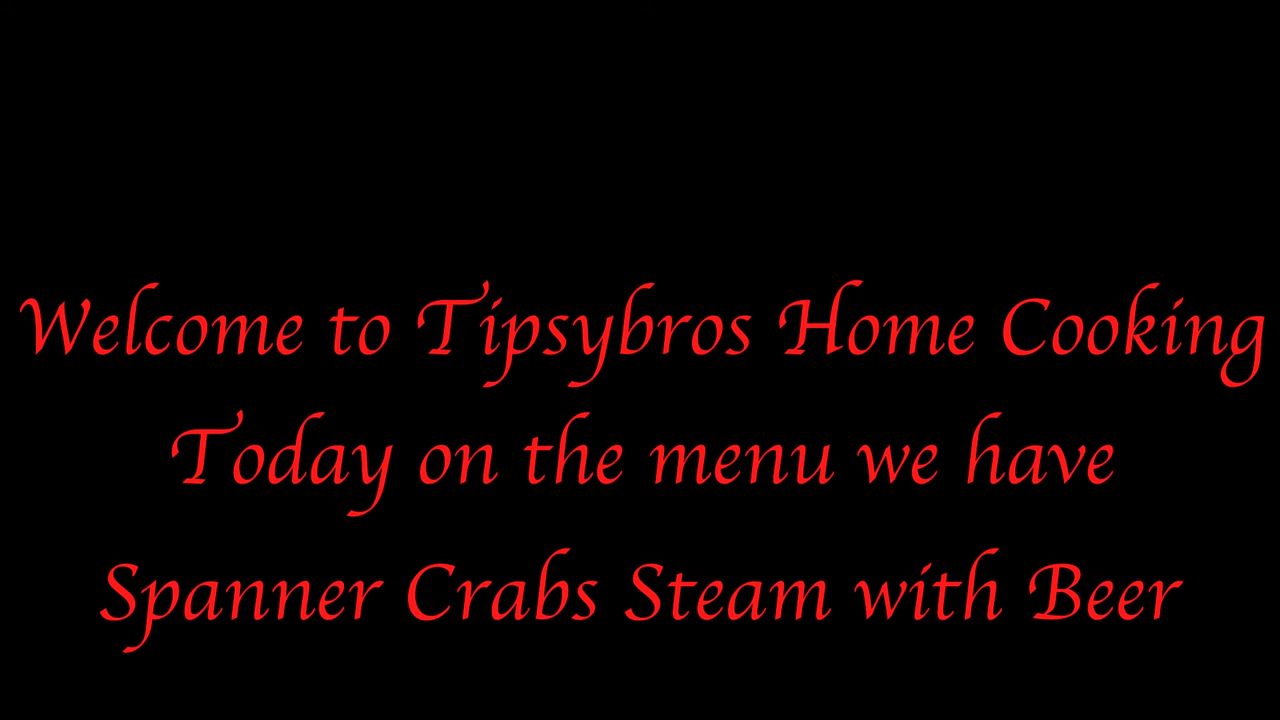 Welcome to Tipsybros Home Cooking
Today on the menu we have
Spanner Crabs Steam with Beer